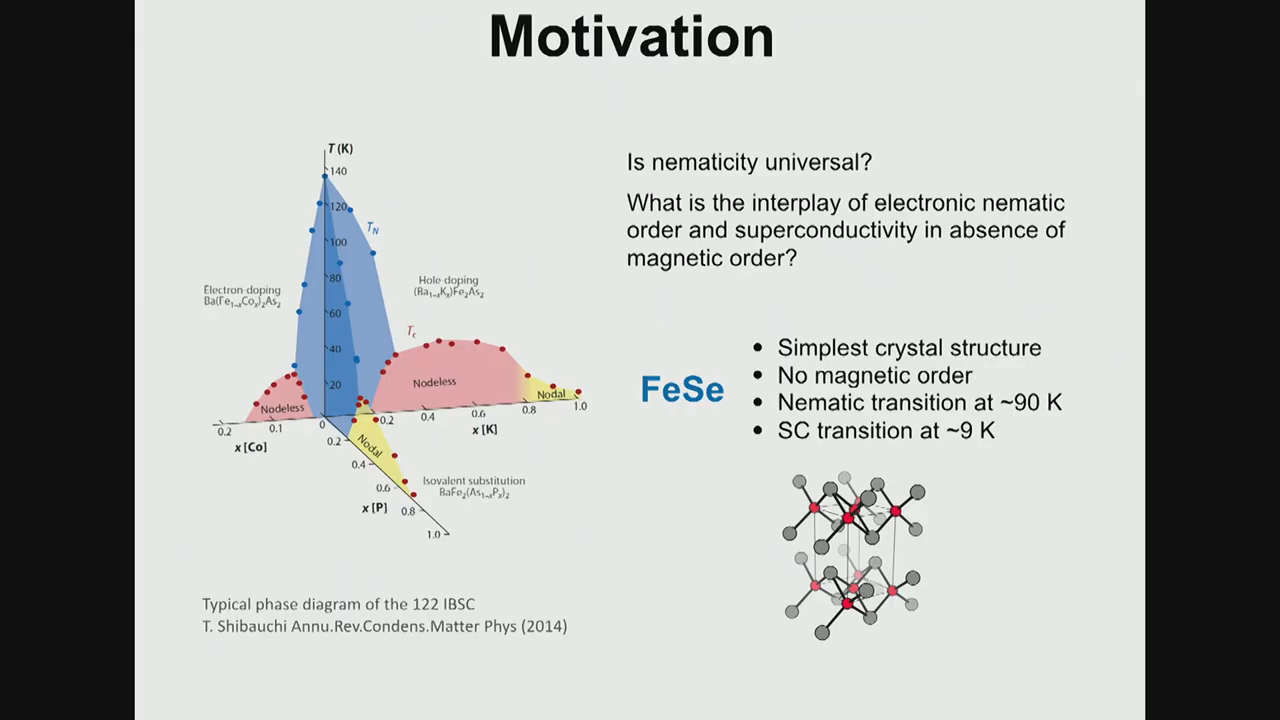 Motivation
T (K)
140
120
100
80
60
40
20
0
T_N
T_c
Electron-doping
Ba(Fe₁₋ₓCoₓ)₂As₂
Hole-doping
(Ba₁₋ₓKₓ)Fe₂As₂
Nodeless
Nodeless
Nodal
Nodal
0.2
0.1
x [Co]
0.2
0.4
0.6
0.8
1.0
x [K]
0.2
0.4
0.6
0.8
1.0
x [P]
Isovalent substitution
BaFe₂(As₁₋ₓPₓ)₂
Typical phase diagram of the 122 IBSC
T. Shibauchi Annu.Rev.Condens.Matter Phys (2014)
Is nematicity universal?
What is the interplay of electronic nematic
order and superconductivity in absence of
magnetic order?
FeSe
• Simplest crystal structure
• No magnetic order
• Nematic transition at ~90 K
• SC transition at ~9 K